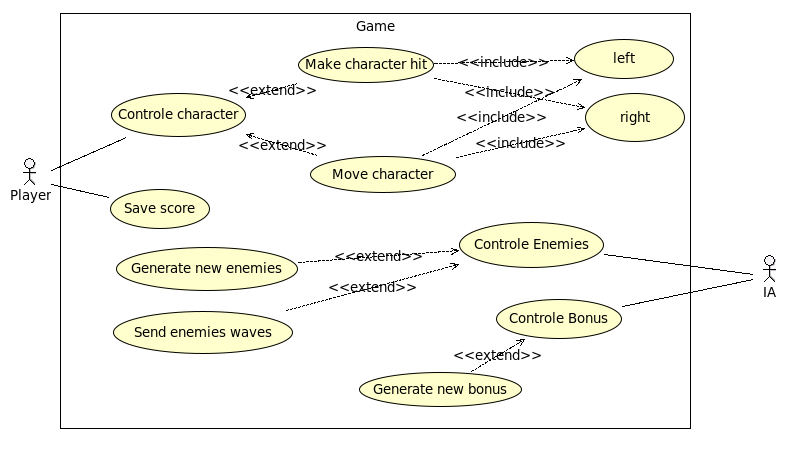 Game
Make character hit
<<include>>
left
<<extend>>
<<include>>
Controle character
<<include>>
right
<<extend>>
<<include>>
Move character
Player
Save score
Controle Enemies
<<extend>>
Generate new enemies
<<extend>>
IA
Controle Bonus
Send enemies waves
<<extend>>
Generate new bonus